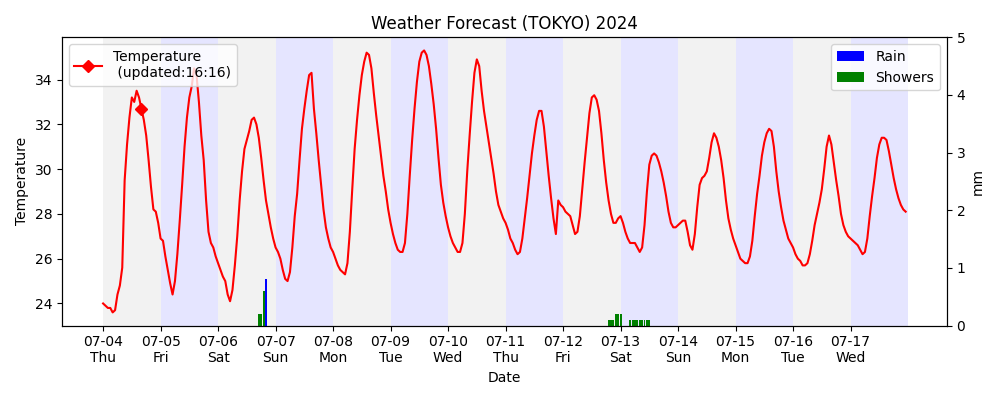 Weather Forecast (TOKYO) 2024
Temperature
(updated:16:16)
Rain
Showers
Temperature
34
32
30
28
26
24
5
4
3
2
1
0
mm
07-04 07-05 07-06 07-07 07-08 07-09 07-10 07-11 07-12 07-13 07-14 07-15 07-16 07-17
Thu Fri Sat Sun Mon Tue Wed Thu Fri Sat Sun Mon Tue Wed
Date